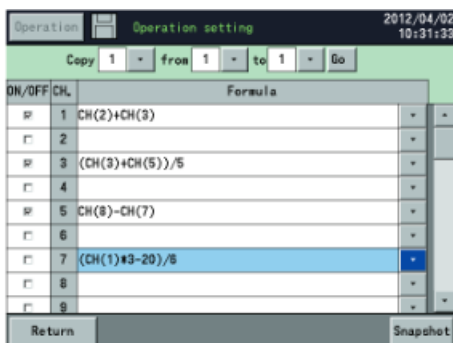 Operation Operation setting 2012/04/02
10:31:33
Copy 1 from 1 to 1 Go
ON/OFF CH. Formula
1 CH(2)+CH(3)
2
3 (CH(3)+CH(5))/5
4
5 CH(8)-CH(7)
6
7 (CH(1)*3-20)/6
8
9
Return Snapshot